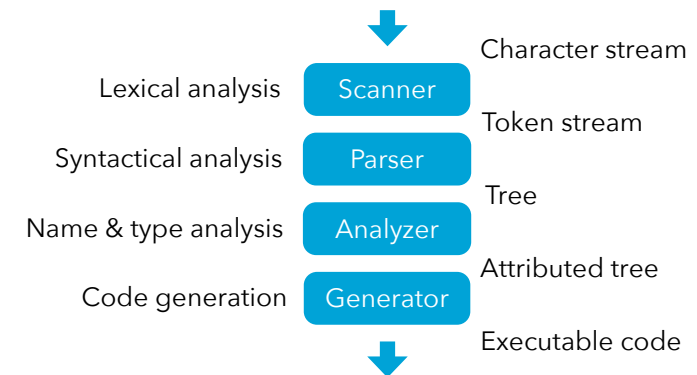 Character stream
Lexical analysis
Scanner
Token stream
Syntactical analysis
Parser
Tree
Name & type analysis
Analyzer
Attributed tree
Code generation
Generator
Executable code